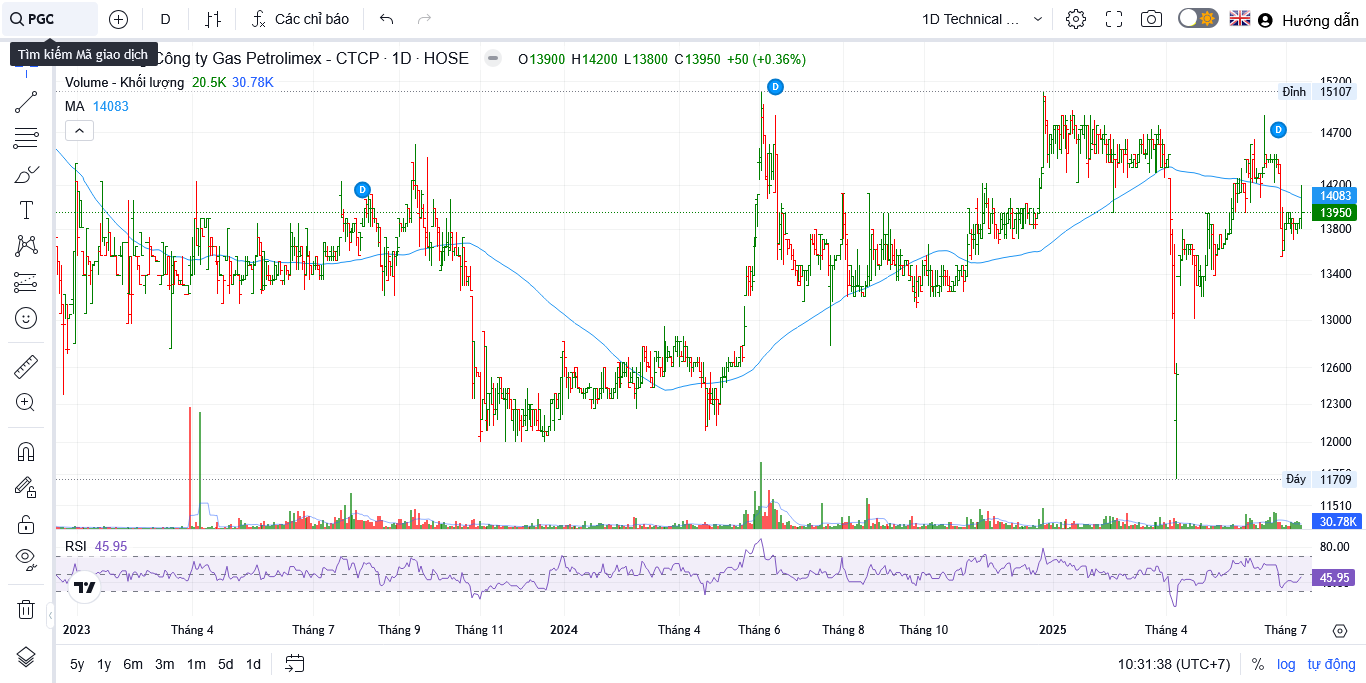 PGC
D
Các chỉ báo
1D Technical ...
Hướng dẫn
Tìm kiếm Mã giao dịch
Công ty Gas Petrolimex - CTCP · 1D · HOSE
O13900 H14200 L13800 C13950 +50 (+0.36%)
Volume - Khối lượng 20.5K 30.78K
MA 14083
15200
Đỉnh 15107
14700
14200
14083
13950
13800
13400
13000
12600
12300
12000
11750
Đáy 11709
11510
30.78K
D
D
D
RSI 45.95
80.00
45.95
2023
Tháng 4
Tháng 7
Tháng 9
Tháng 11
2024
Tháng 4
Tháng 6
Tháng 8
Tháng 10
2025
Tháng 4
Tháng 7
5y 1y 6m 3m 1m 5d 1d
10:31:38 (UTC+7)
% log tự động